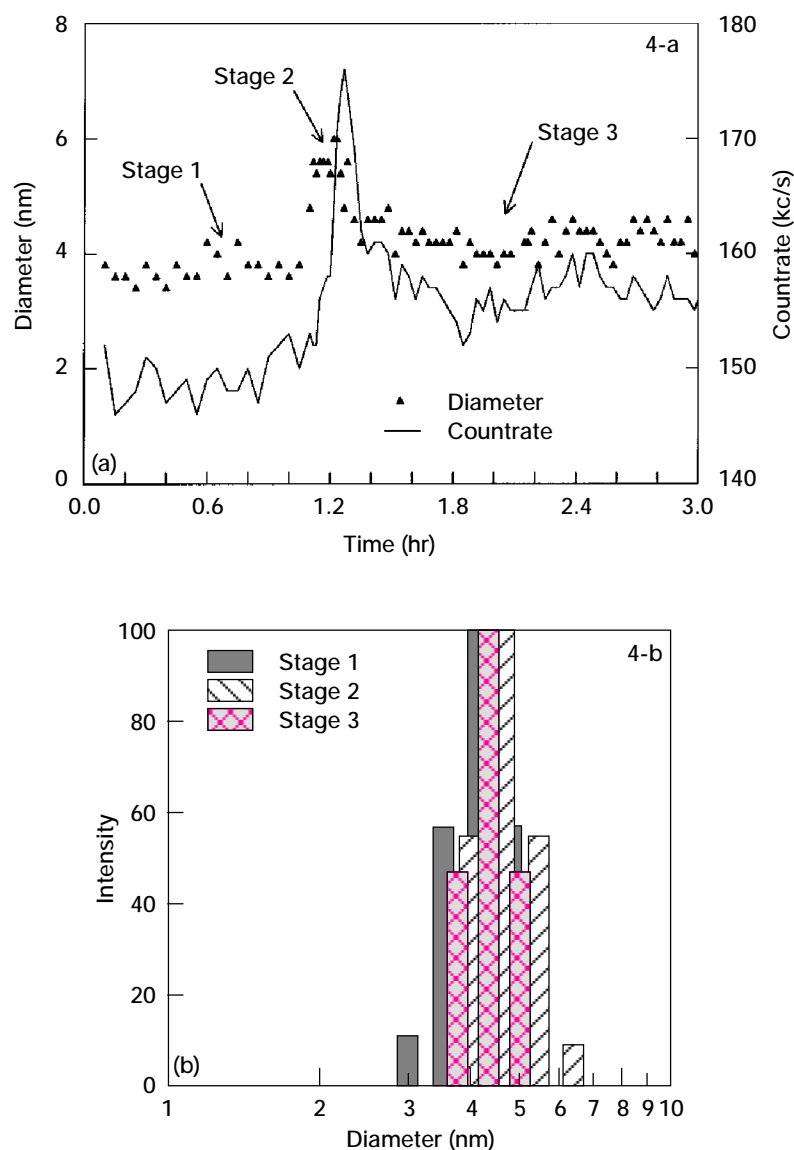 4-a
8
6
4
2
0
Diameter (nm)
180
170
160
150
140
Countrate (kc/s)
Stage 1
Stage 2
Stage 3
Diameter
Countrate
(a)
0.0 0.6 1.2 1.8 2.4 3.0
Time (hr)
4-b
100
80
60
40
20
0
Intensity
Stage 1
Stage 2
Stage 3
(b)
1 2 3 4 5 6 7 8 9 10
Diameter (nm)